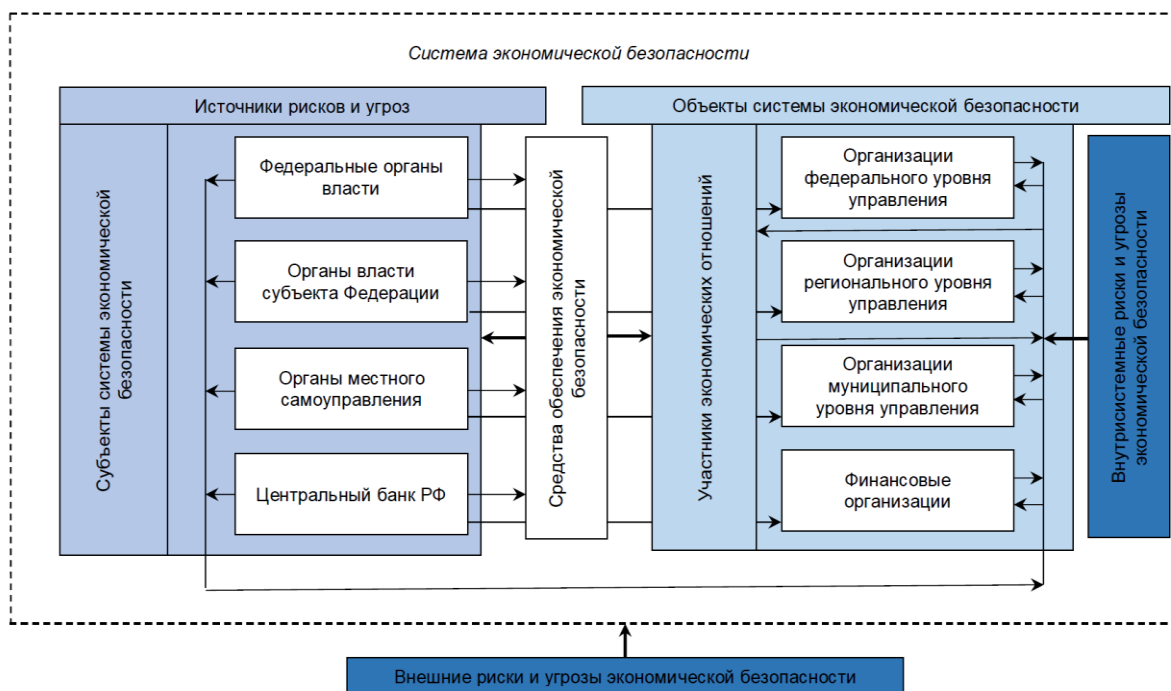 Система экономической безопасности
Источники рисков и угроз
Объекты системы экономической безопасности
Субъекты системы экономической
безопасности
Федеральные органы
власти
Органы власти
субъекта Федерации
Органы местного
самоуправления
Центральный банк РФ
Средства обеспечения экономической
безопасности
Участники экономических отношений
Организации
федерального уровня
управления
Организации
регионального уровня
управления
Организации
муниципального
уровня управления
Финансовые
организации
Внутрисистемные риски и угрозы
экономической безопасности
Внешние риски и угрозы экономической безопасности